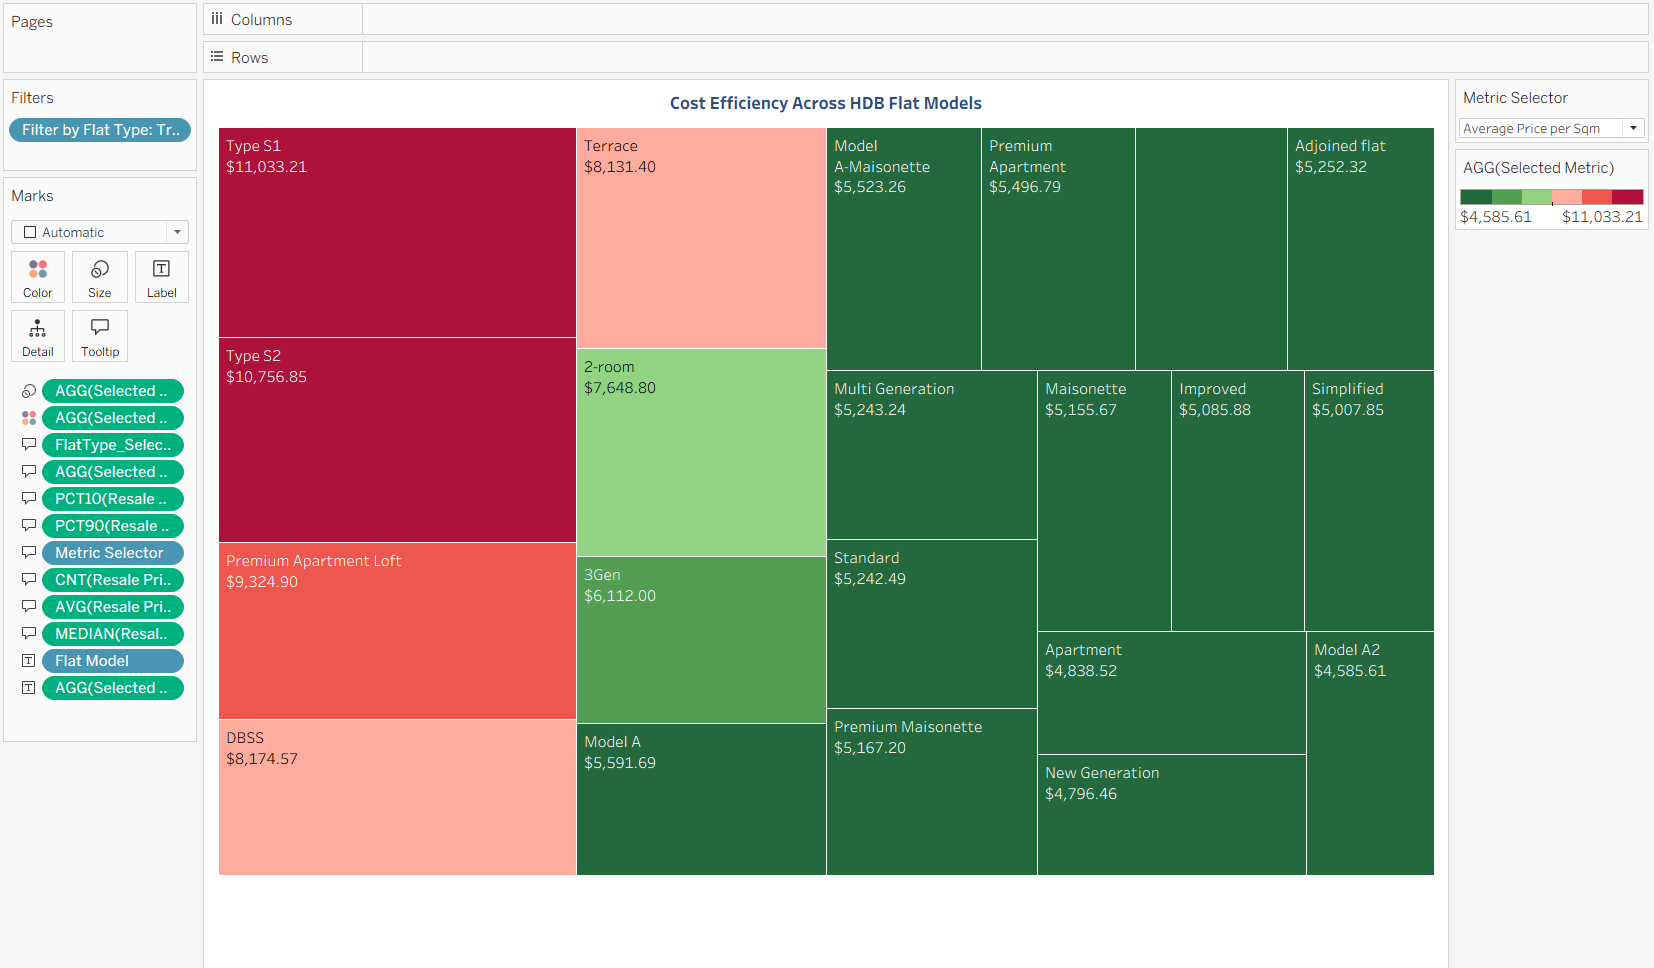 Pages
Columns
Rows
Filters
Filter by Flat Type: Tr..
Marks
Automatic
Color
Size
Label
Detail
Tooltip
AGG(Selected ..
AGG(Selected ..
FlatType_Selec..
AGG(Selected ..
PCT10(Resale ..
PCT90(Resale ..
Metric Selector
CNT(Resale Pri..
AVG(Resale Pri..
MEDIAN(Resal..
Flat Model
AGG(Selected ..
Cost Efficiency Across HDB Flat Models
Type S1
$11,033.21
Type S2
$10,756.85
Premium Apartment Loft
$9,324.90
DBSS
$8,174.57
Terrace
$8,131.40
2-room
$7,648.80
3Gen
$6,112.00
Model A
$5,591.69
Model
A-Maisonette
$5,523.26
Premium
Apartment
$5,496.79
Adjoined flat
$5,252.32
Multi Generation
$5,243.24
Standard
$5,242.49
Premium Maisonette
$5,167.20
Maisonette
$5,155.67
Improved
$5,085.88
Simplified
$5,007.85
Apartment
$4,838.52
New Generation
$4,796.46
Model A2
$4,585.61
Metric Selector
Average Price per Sqm
AGG(Selected Metric)
$4,585.61
$11,033.21